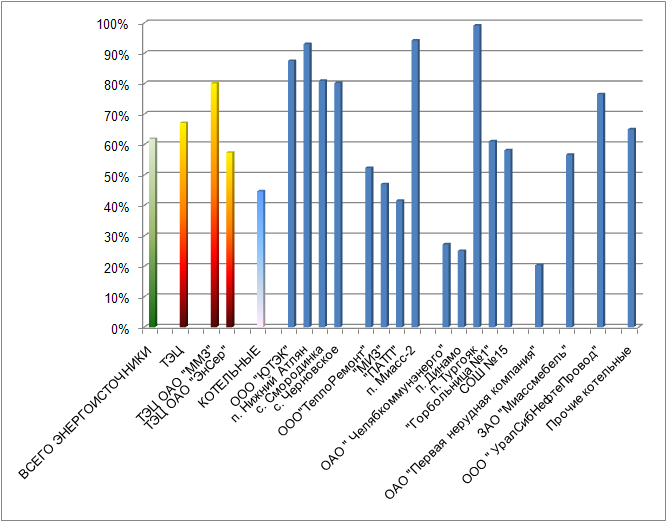 100%
90%
80%
70%
60%
50%
40%
30%
20%
10%
0%
ВСЕГО ЭНЕРГОИСТОЧНИКИ
ТЭЦ
ТЭЦ ОАО "ММЗ"
ТЭЦ ОАО "ЭнСер"
КОТЕЛЬНЫЕ
ООО "ЮТЭК"
п. Нижний Атлян
с. Смородинка
с. Черновское
ООО"ТеплоРемонт"
"МИЗ"
"ПАТП"
п. Миасс-2
ОАО " Челябкоммунэнерго"
п. Динамо
п. Тургояк
"Горбольница №1"
СОШ №15
ОАО "Первая нерудная компания"
ЗАО "Миассмебель"
ООО " УралСибНефтеПровод"
Прочие котельные